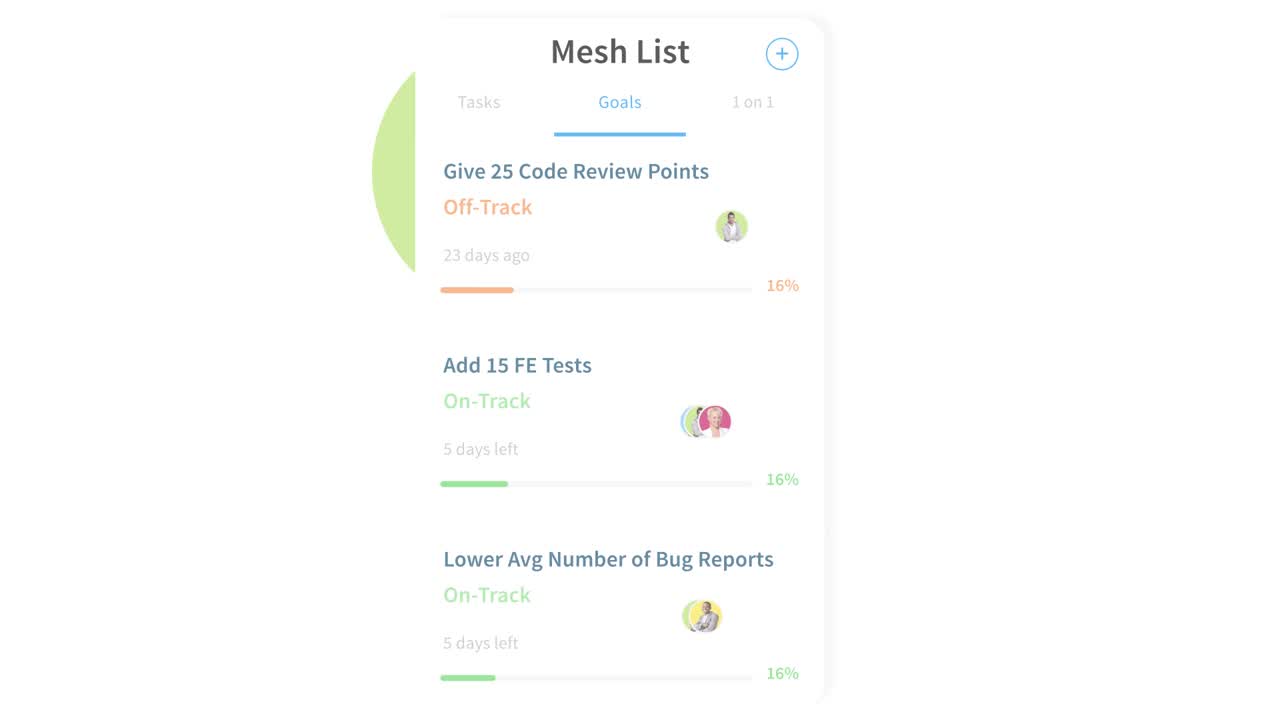 Mesh List
+
Tasks Goals 1 on 1
Give 25 Code Review Points
Off-Track
23 days ago
16%
Add 15 FE Tests
On-Track
5 days left
16%
Lower Avg Number of Bug Reports
On-Track
5 days left
16%